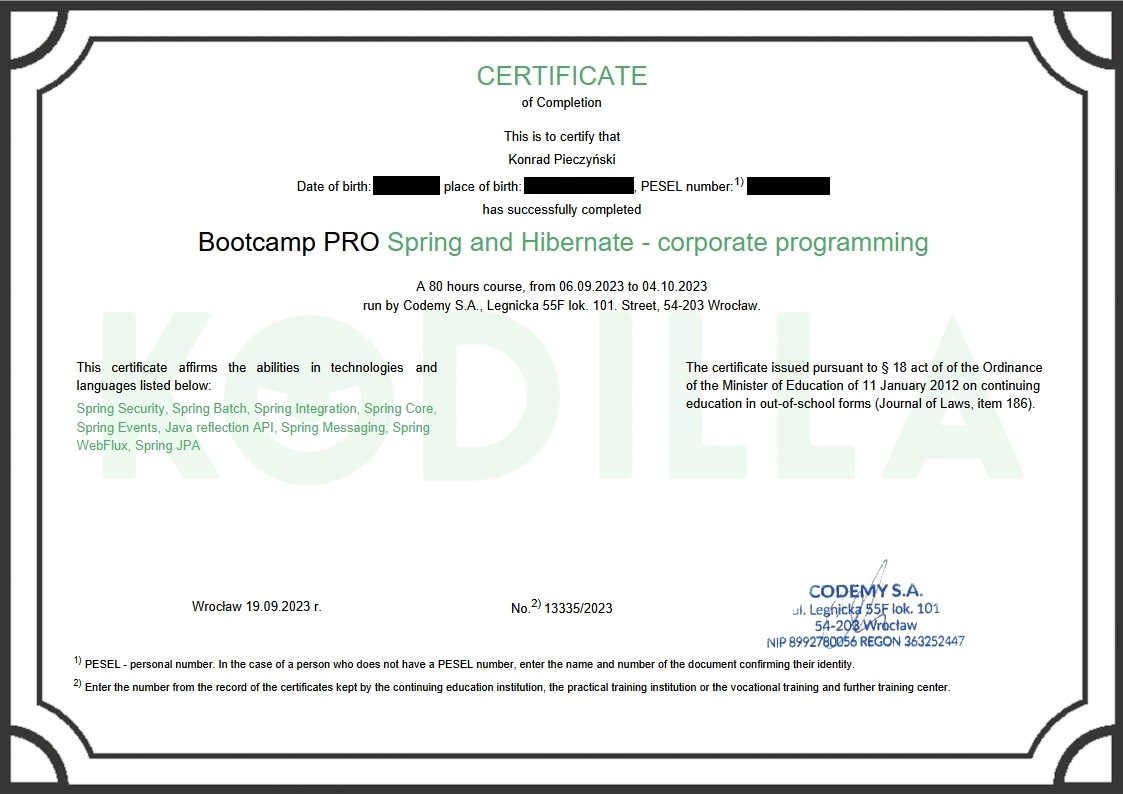 CERTIFICATE
of Completion
This is to certify that
Konrad Pieczyński
Date of birth: place of birth: , PESEL number:1)
has successfully completed
Bootcamp PRO Spring and Hibernate - corporate programming
A 80 hours course, from 06.09.2023 to 04.10.2023
run by Codemy S.A., Legnicka 55F lok. 101. Street, 54-203 Wrocław.
KODILLA
This certificate affirms the abilities in technologies and
languages listed below:
Spring Security, Spring Batch, Spring Integration, Spring Core,
Spring Events, Java reflection API, Spring Messaging, Spring
WebFlux, Spring JPA
The certificate issued pursuant to § 18 act of of the Ordinance
of the Minister of Education of 11 January 2012 on continuing
education in out-of-school forms (Journal of Laws, item 186).
Wrocław 19.09.2023 r.
No.2) 13335/2023
CODEMY S.A.
ul. Legnicka 55F lok. 101
54-203 Wrocław
NIP 8992780056 REGON 363252447
1) PESEL - personal number. In the case of a person who does not have a PESEL number, enter the name and number of the document confirming their identity.
2) Enter the number from the record of the certificates kept by the continuing education institution, the practical training institution or the vocational training and further training center.